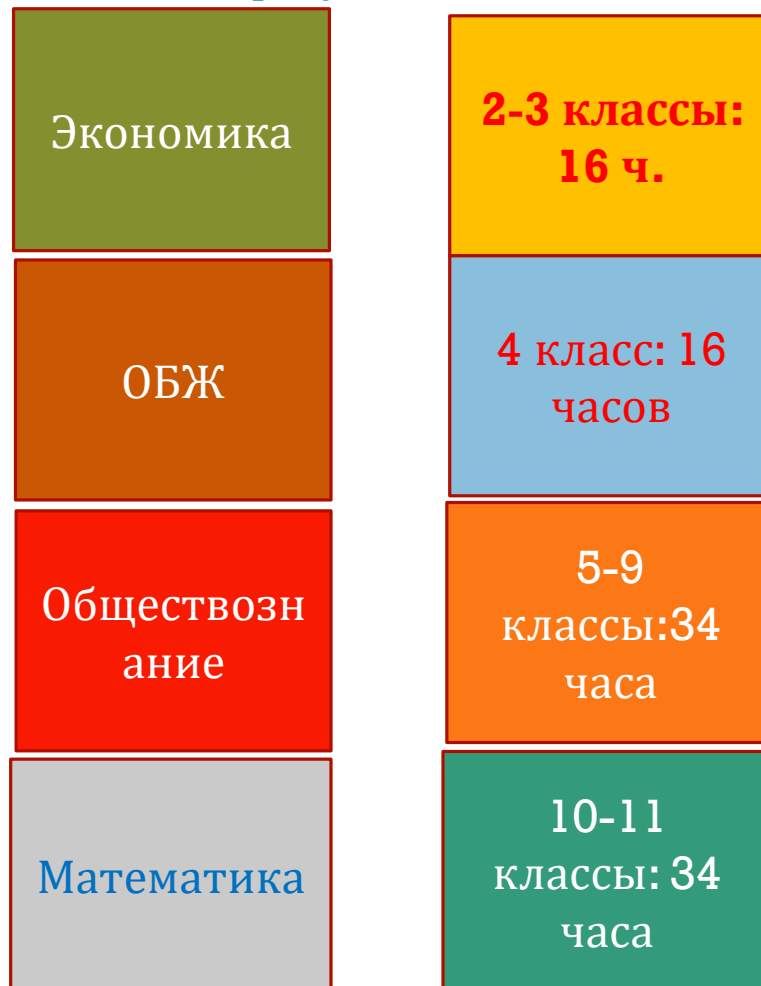 Экономика
ОБЖ
Обществозн
ание
Математика
2-3 классы:
16 ч.
4 класс: 16
часов
5-9
классы:34
часа
10-11
классы: 34
часа